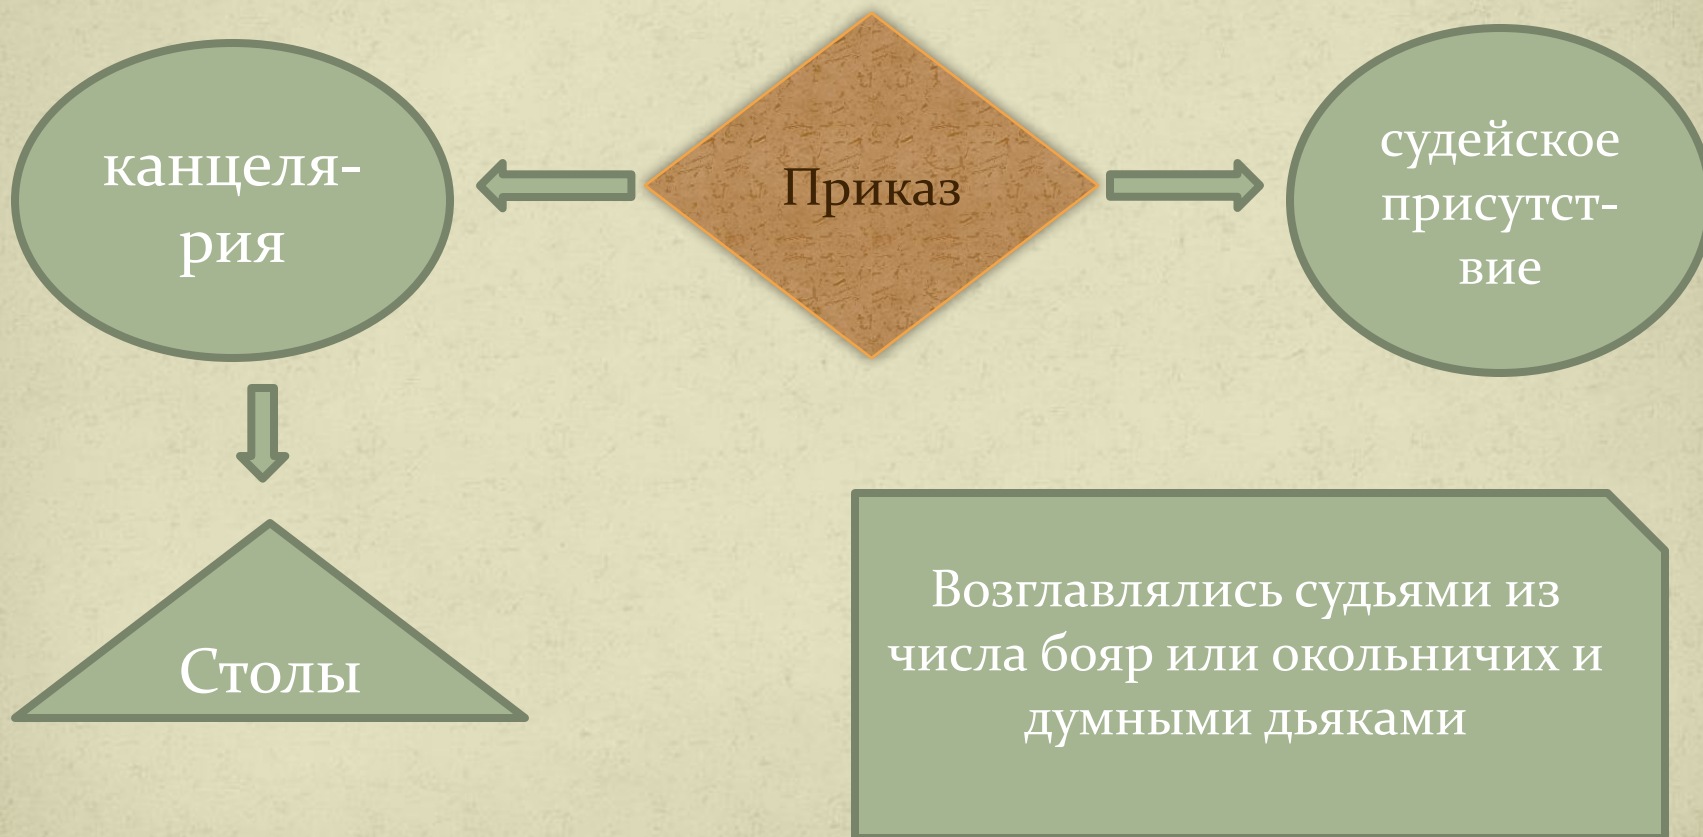 канцеля-
рия
Приказ
судейское
присутст-
вие
Столы
Возглавлялись судьями из
числа бояр или окольничих и
думными дьяками